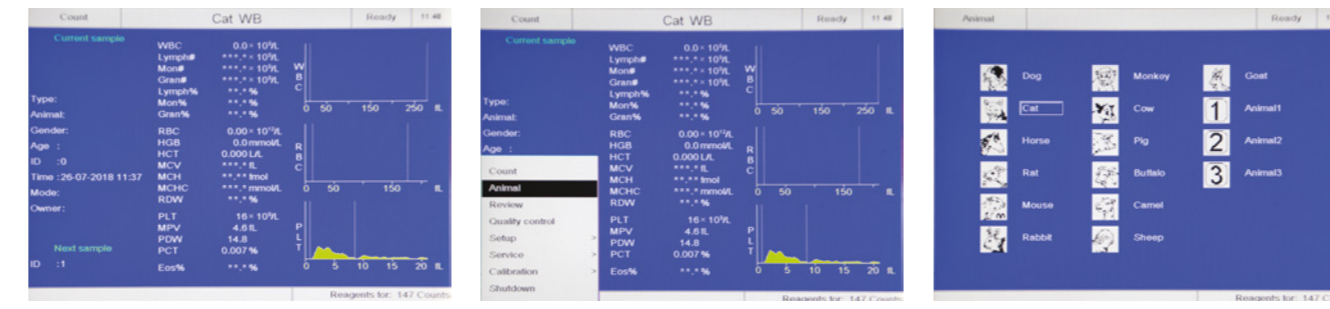 Count Cat WB Ready 11:48
Current sample
WBC 0.0 × 10⁹/L
Lymph# ***.* × 10⁹/L
Mon# ***.* × 10⁹/L
Gran# ***.* × 10⁹/L
Lymph% **.* %
Mon% **.* %
Gran% **.* %
WBC
0 50 150 250 fL
Type:
Animal:
Gender:
Age :
ID :0
Time :26-07-2018 11:37
Mode:
Owner:
RBC 0.00 × 10¹²/L
HGB 0.0 mmol/L
HCT 0.000 L/L
MCV ***.* fL
MCH **.** fmol
MCHC ***.* mmol/L
RDW **.* %
RBC
0 50 150 fL
PLT 16 × 10⁹/L
MPV 4.6 fL
PDW 14.8
PCT 0.007 %
Eos% **.* %
PLT
0 5 10 15 20 fL
Next sample
ID :1
Reagents for: 147 Counts
Count Cat WB Ready 11:48
Current sample
WBC 0.0 × 10⁹/L
Lymph# ***.* × 10⁹/L
Mon# ***.* × 10⁹/L
Gran# ***.* × 10⁹/L
Lymph% **.* %
Mon% **.* %
Gran% **.* %
WBC
0 50 150 250 fL
Type:
Animal:
Gender:
Age :
RBC 0.00 × 10¹²/L
HGB 0.0 mmol/L
HCT 0.000 L/L
MCV ***.* fL
MCH **.** fmol
MCHC ***.* mmol/L
RDW **.* %
RBC
0 50 150 fL
PLT 16 × 10⁹/L
MPV 4.6 fL
PDW 14.8
PCT 0.007 %
Eos% **.* %
PLT
0 5 10 15 20 fL
Count
Animal
Review
Quality control
Setup >
Service >
Calibration >
Shutdown
Reagents for: 147 Counts
Animal Ready
Dog Monkey Goat
Cat Cow 1 Animal1
Horse Pig 2 Animal2
Rat Buffalo 3 Animal3
Mouse Camel
Rabbit Sheep
Reagents for: 147 C